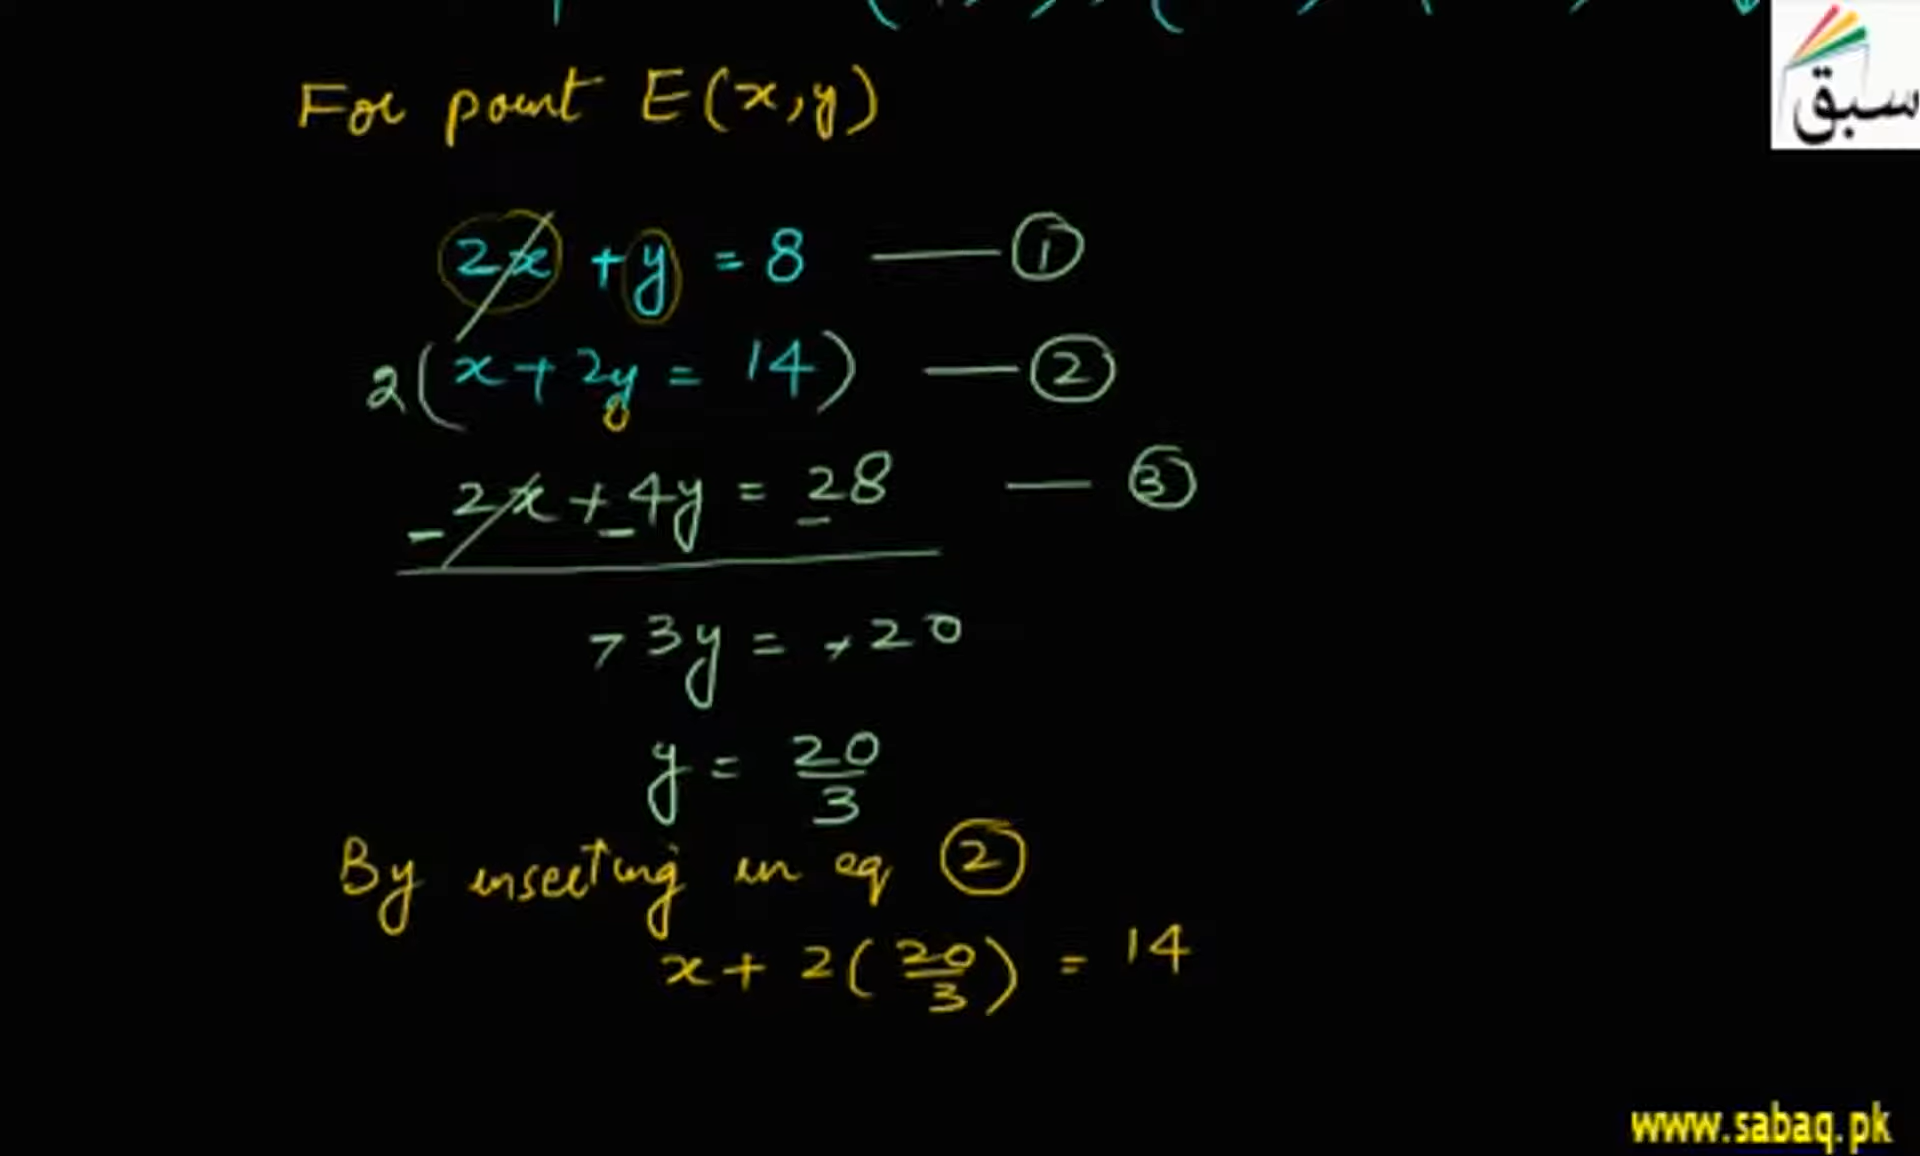 سبق
For point E(x,y)
2x + y = 8 — ①
2(x + 2y = 14) — ②
- 2x + 4y = 28 — ③
- -
+ 3y = + 20
y = 20/3
By inserting in eq ②
x + 2(20/3) = 14
www.sabaq.pk